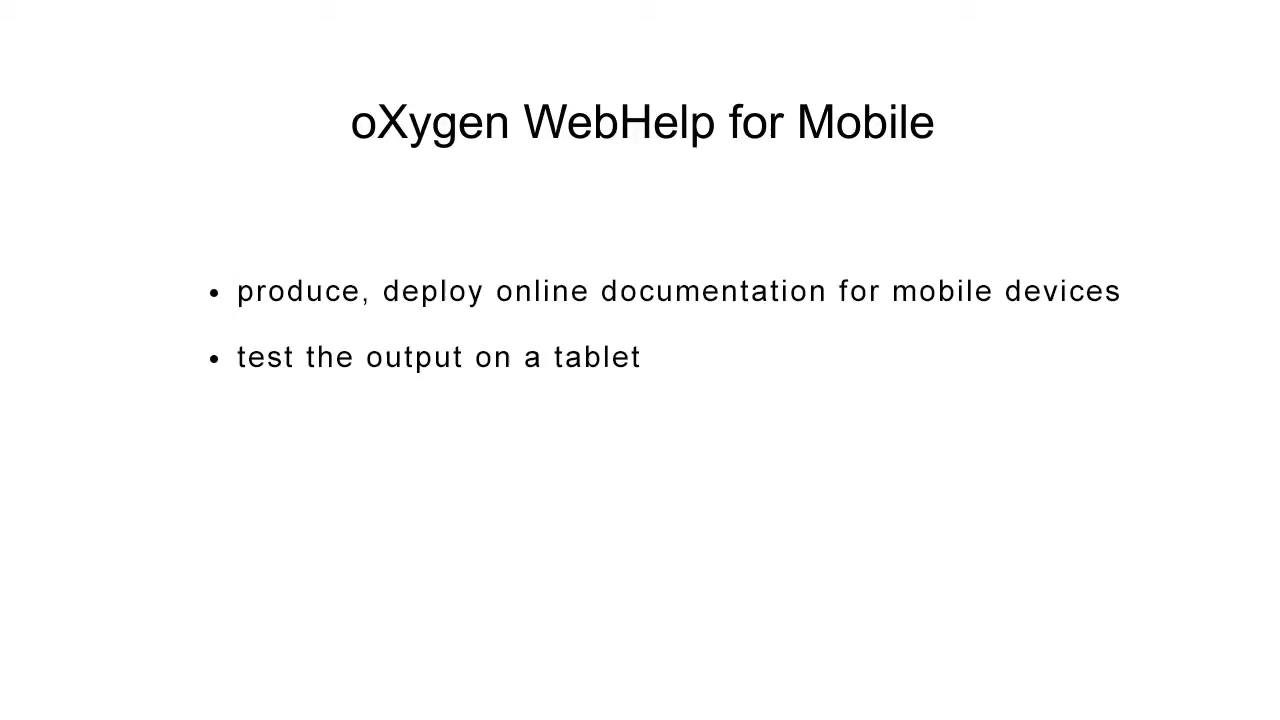 oXygen WebHelp for Mobile
• produce, deploy online documentation for mobile devices
• test the output on a tablet